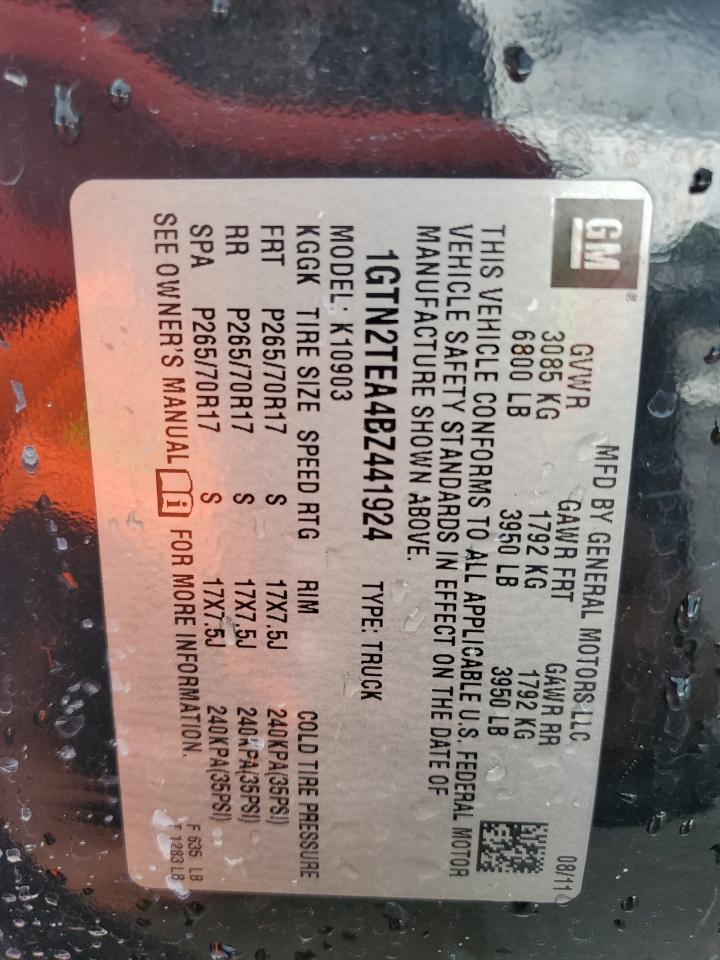 GM®
MFD BY GENERAL MOTORS LLC 08/11
GVWR GAWR FRT GAWR RR
3085 KG 1792 KG 1792 KG
6800 LB 3950 LB 3950 LB
THIS VEHICLE CONFORMS TO ALL APPLICABLE U.S. FEDERAL MOTOR
VEHICLE SAFETY STANDARDS IN EFFECT ON THE DATE OF
MANUFACTURE SHOWN ABOVE.
1GTN2TEA4BZ441924 TYPE: TRUCK
MODEL: K10903
KGGK TIRE SIZE SPEED RTG RIM COLD TIRE PRESSURE
FRT P265/70R17 S 17X7.5J 240KPA(35PSI)
RR P265/70R17 S 17X7.5J 240KPA(35PSI)
SPA P265/70R17 S 17X7.5J 240KPA(35PSI)
SEE OWNER'S MANUAL i FOR MORE INFORMATION.
F 635 LB
T 1283 LB